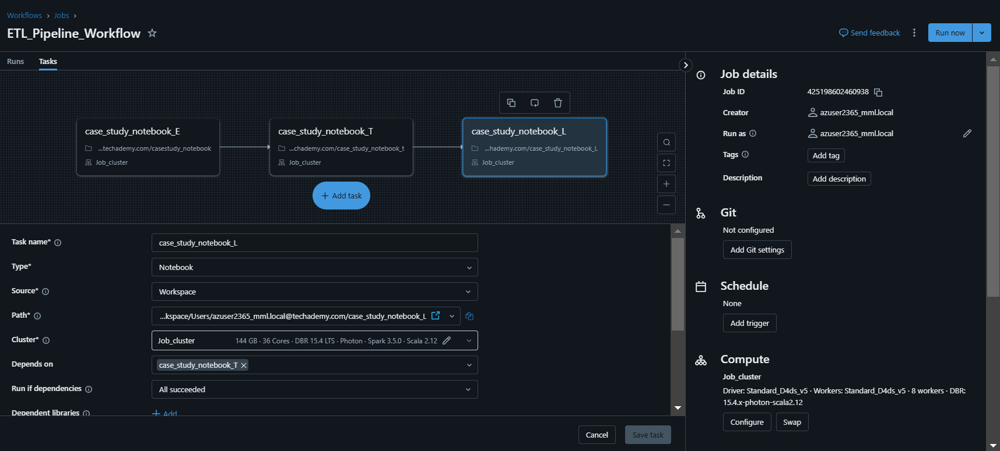 Workflows › Jobs ›
ETL_Pipeline_Workflow
Send feedback
Run now
Runs
Tasks
case_study_notebook_E
...techademy.com/casestudy_notebook
Job_cluster
case_study_notebook_T
...chademy.com/case_study_notebook_t
Job_cluster
case_study_notebook_L
...hademy.com/case_study_notebook_L
Job_cluster
+ Add task
Task name*
case_study_notebook_L
Type*
Notebook
Source*
Workspace
Path*
...kspace/Users/azuser2365_mml.local@techademy.com/case_study_notebook_L
Cluster*
Job_cluster 144 GB · 36 Cores · DBR 15.4 LTS · Photon · Spark 3.5.0 · Scala 2.12
Depends on
case_study_notebook_T
Run if dependencies
All succeeded
Dependent libraries
+ Add
Cancel
Save task
Job details
Job ID
425198602460938
Creator
azuser2365_mml.local
Run as
azuser2365_mml.local
Tags
Add tag
Description
Add description
Git
Not configured
Add Git settings
Schedule
None
Add trigger
Compute
Job_cluster
Driver: Standard_D4ds_v5 · Workers: Standard_D4ds_v5 · 8 workers · DBR:
15.4.x-photon-scala2.12
Configure
Swap